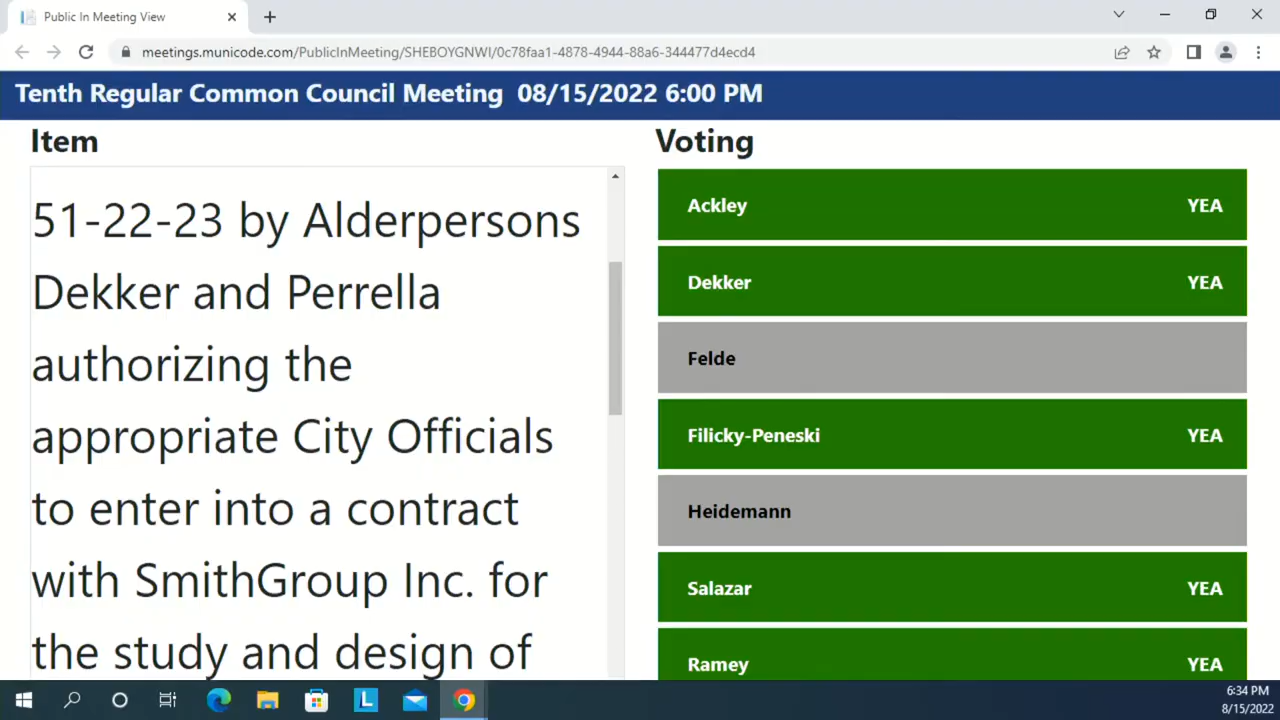 Public In Meeting View
meetings.municode.com/PublicInMeeting/SHEBOYGNWI/0c78faa1-4878-4944-88a6-344477d4ecd4
Tenth Regular Common Council Meeting 08/15/2022 6:00 PM
Item
51-22-23 by Alderpersons
Dekker and Perrella
authorizing the
appropriate City Officials
to enter into a contract
with SmithGroup Inc. for
the study and design of
Voting
Ackley YEA
Dekker YEA
Felde
Filicky-Peneski YEA
Heidemann
Salazar YEA
Ramey YEA
L
6:34 PM
8/15/2022